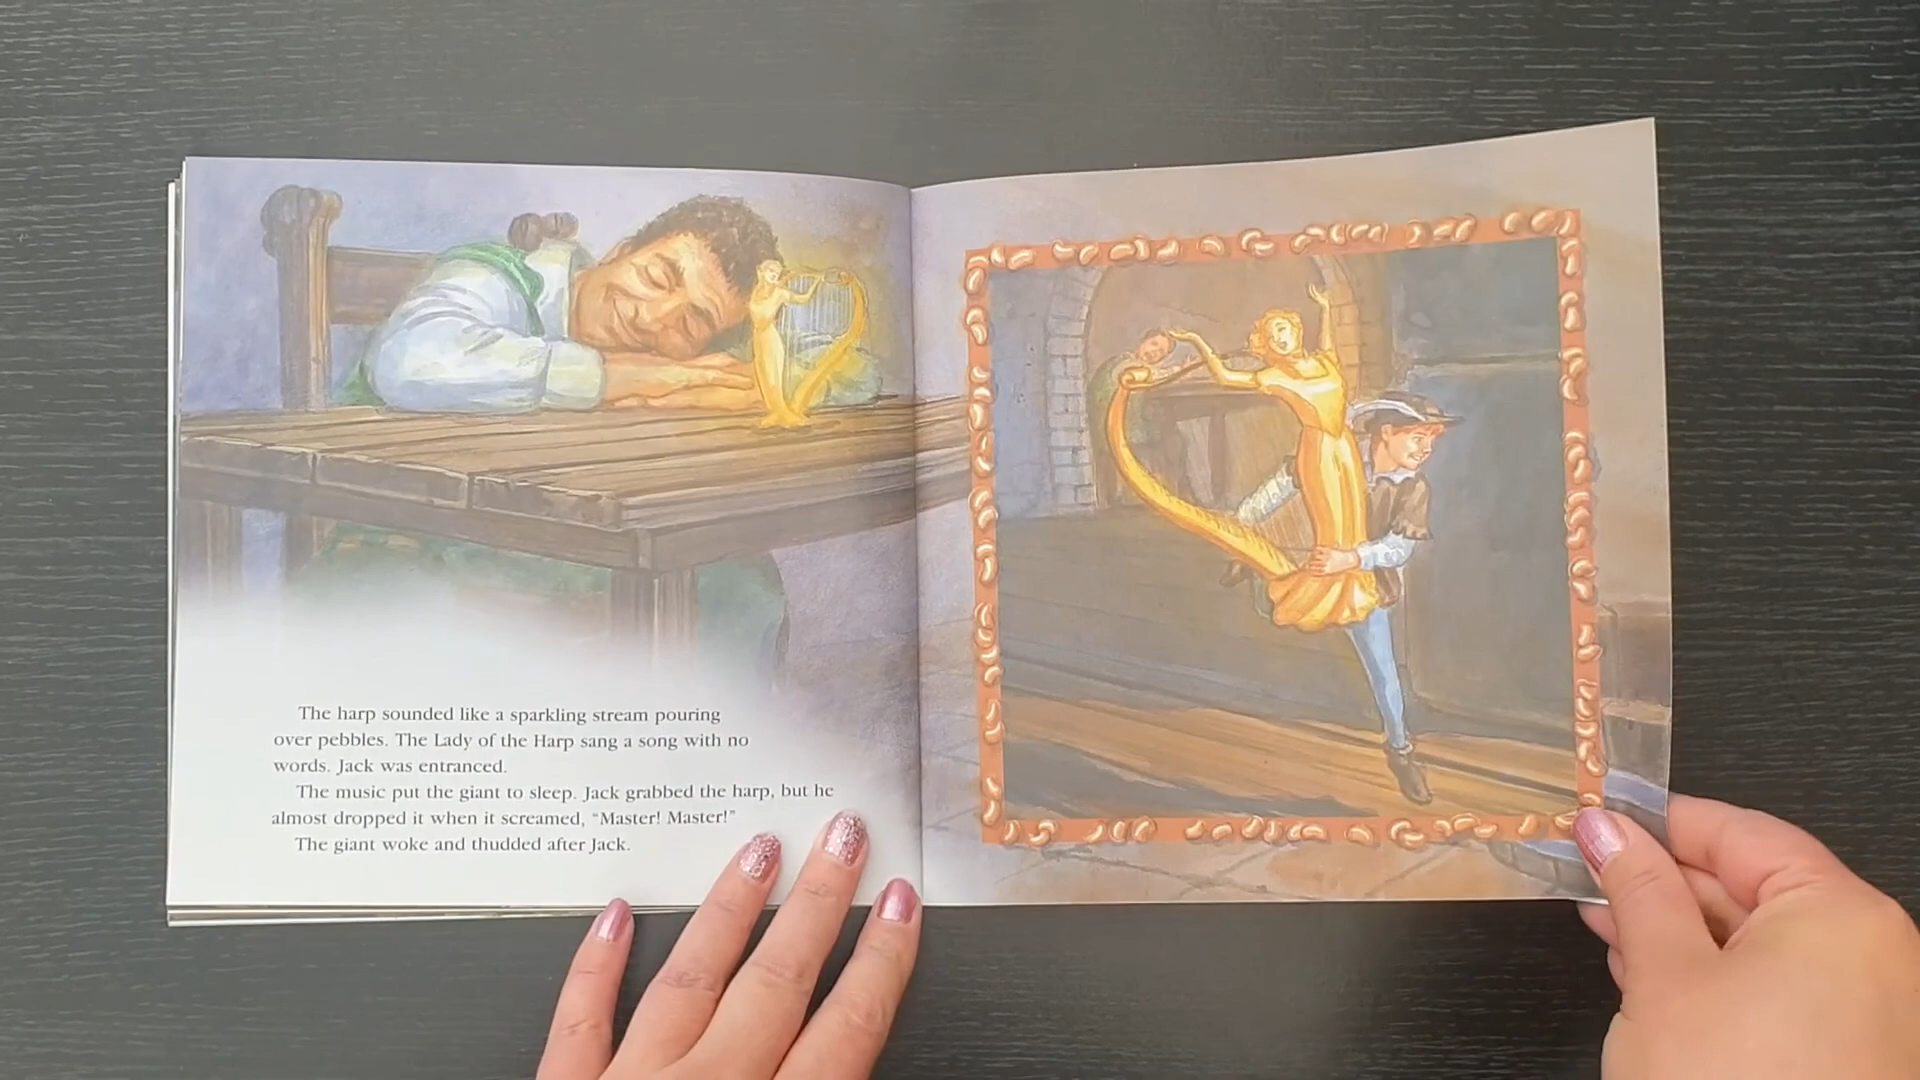 The harp sounded like a sparkling stream pouring
over pebbles. The Lady of the Harp sang a song with no
words. Jack was entranced.
The music put the giant to sleep. Jack grabbed the harp, but he
almost dropped it when it screamed, “Master! Master!”
The giant woke and thudded after Jack.